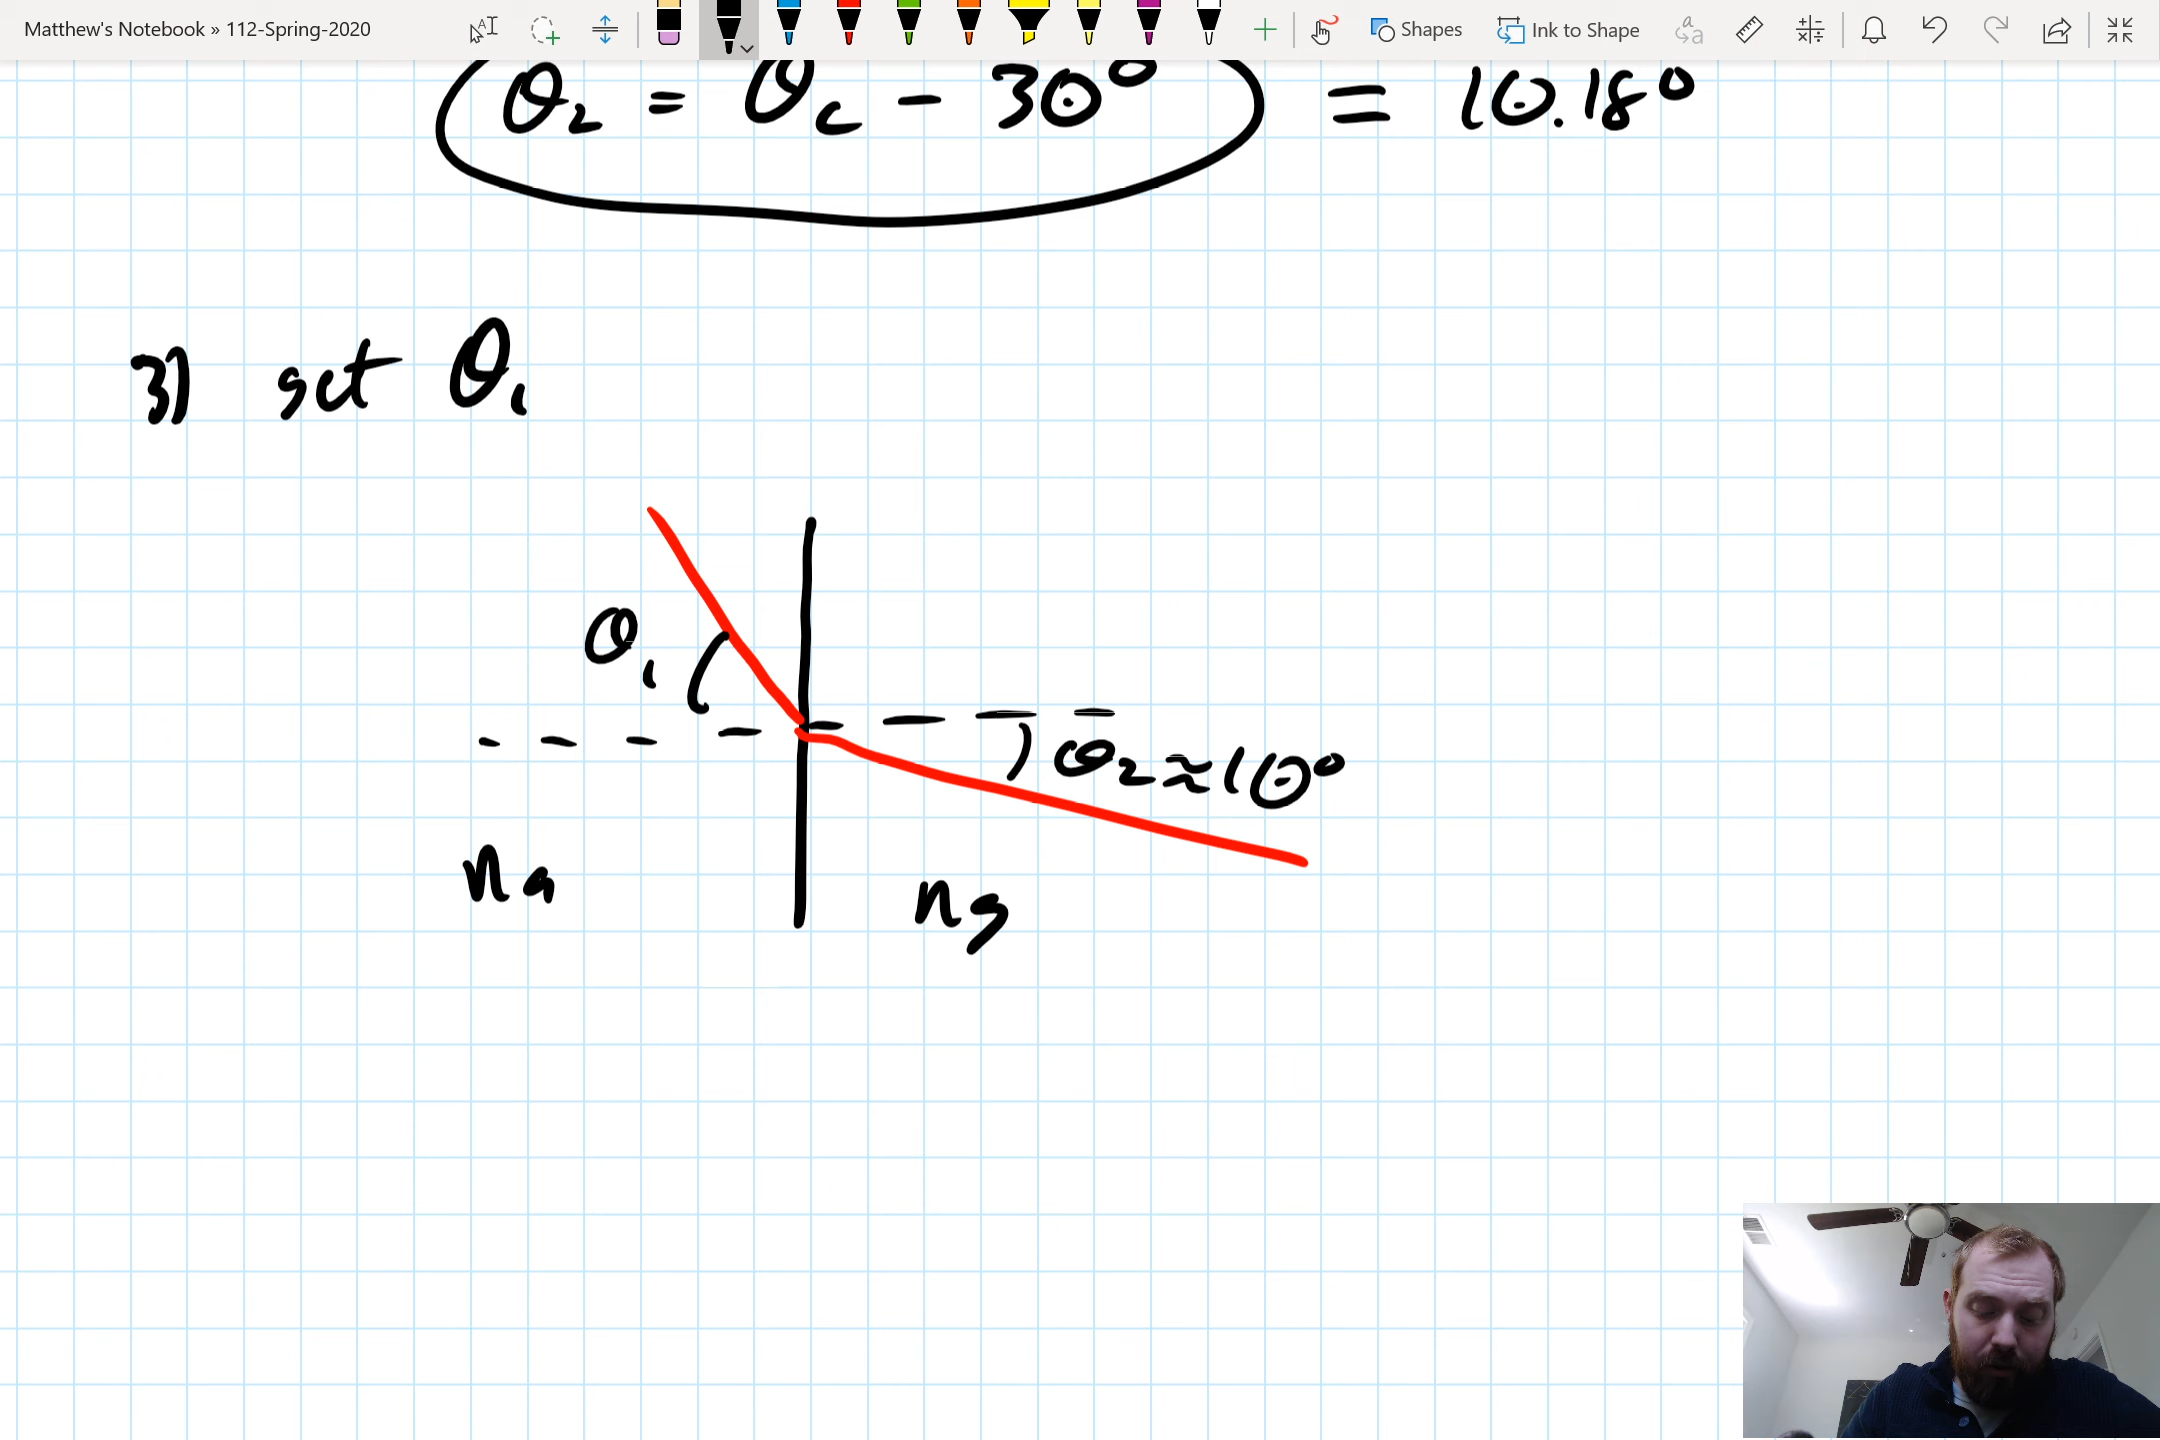 Matthew's Notebook » 112-Spring-2020
Shapes
Ink to Shape
θ₂ = θc - 30° = 10.18°
3) set θ₁
θ₁
θ₂ ≈ 10°
na
ng